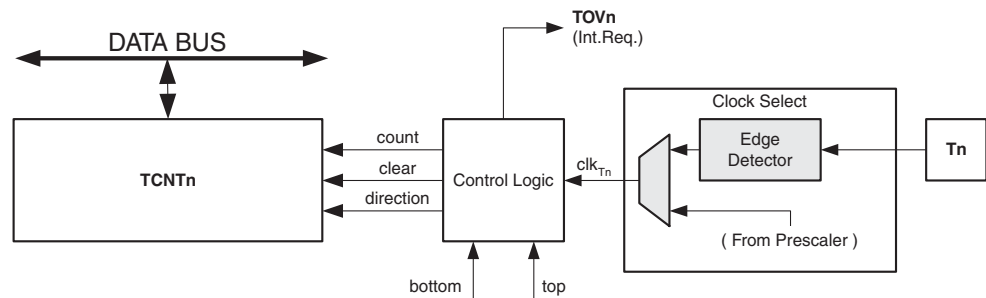 TOVn
(Int.Req.)
DATA BUS
Clock Select
count
Edge
Detector
Tn
TCNTn
clear
Control Logic
clkTn
direction
( From Prescaler )
bottom
top